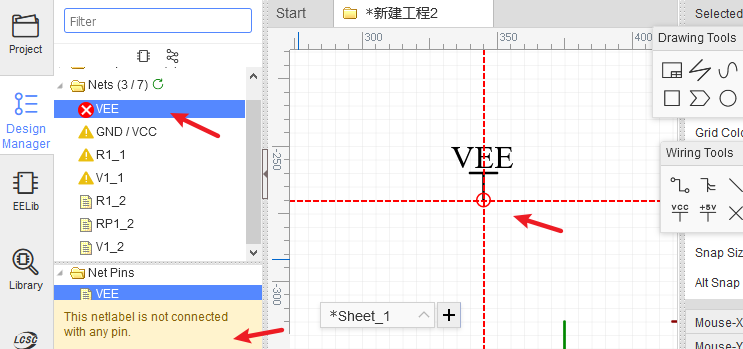 Start
*新建工程2
Selected
Filter
Project
Design
Manager
EELib
Library
LCSC
Nets (3 / 7)
VEE
GND / VCC
R1_1
V1_1
R1_2
RP1_2
V1_2
Net Pins
VEE
This netlabel is not connected
with any pin.
300
350
400
-250
-300
VEE
*Sheet_1
Drawing Tools
Grid Colo
Wiring Tools
VCC
+5V
Snap Siz
Alt Snap
Mouse-X
Mouse-Y